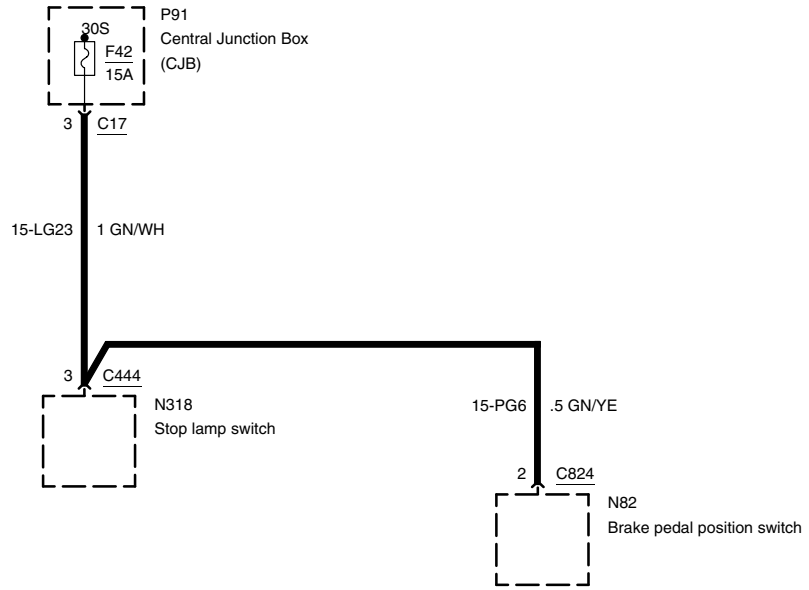 P91
30S
Central Junction Box
F42
(CJB)
15A
3 C17
15-LG23 1 GN/WH
3 C444
N318
15-PG6 .5 GN/YE
Stop lamp switch
2 C824
N82
Brake pedal position switch